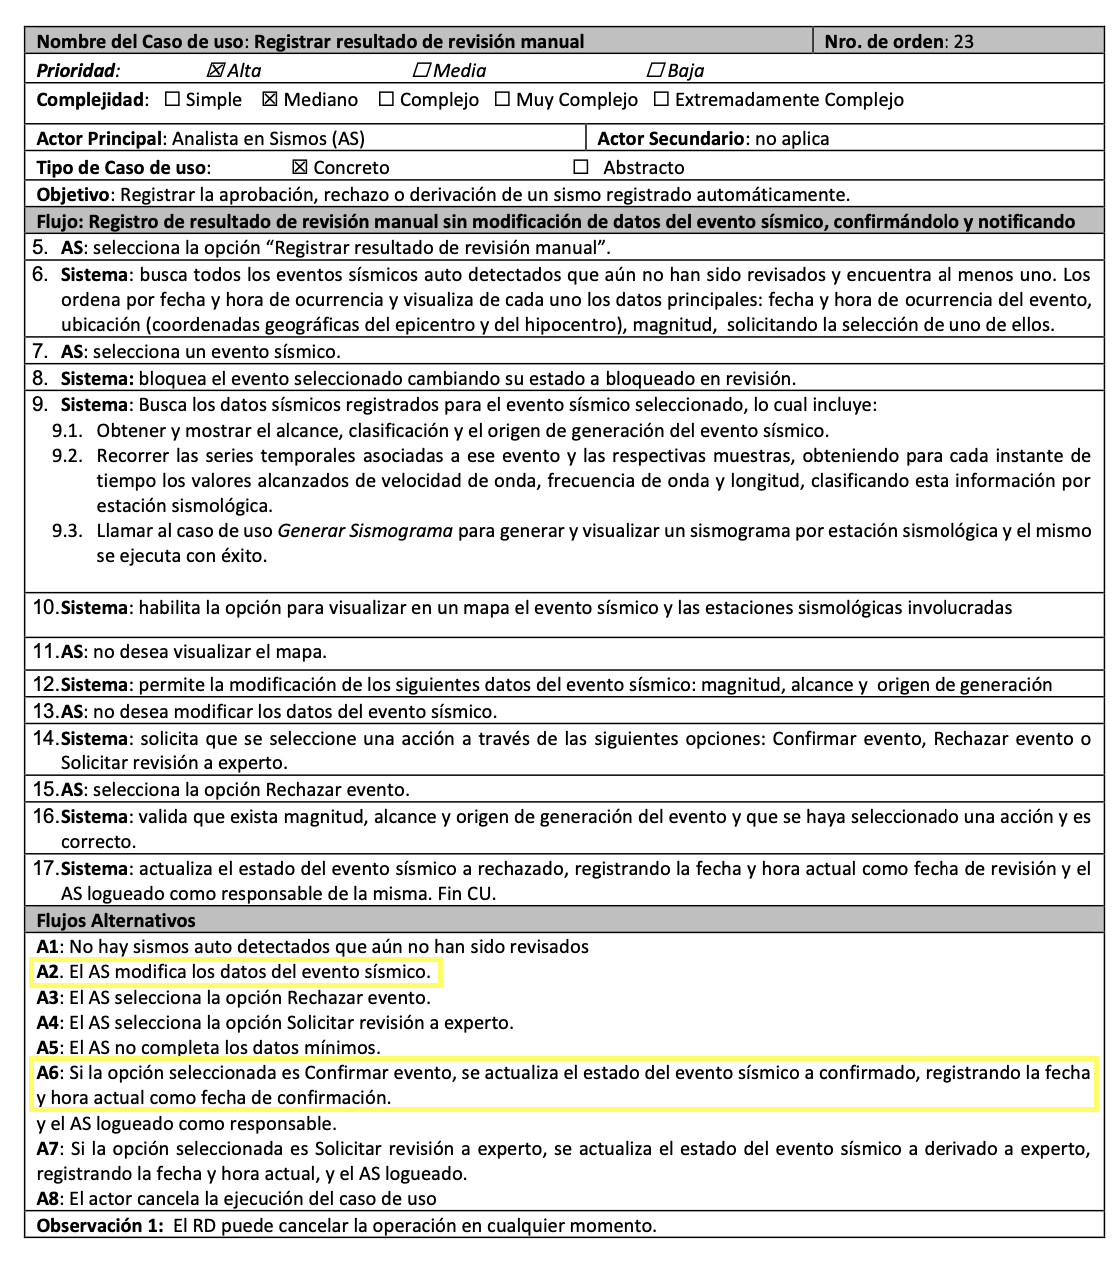 Nombre del Caso de uso: Registrar resultado de revisión manual Nro. de orden: 23
Prioridad: ☒Alta ☐Media ☐Baja
Complejidad: ☐ Simple ☒ Mediano ☐ Complejo ☐ Muy Complejo ☐ Extremadamente Complejo
Actor Principal: Analista en Sismos (AS) Actor Secundario: no aplica
Tipo de Caso de uso: ☒ Concreto ☐ Abstracto
Objetivo: Registrar la aprobación, rechazo o derivación de un sismo registrado automáticamente.
Flujo: Registro de resultado de revisión manual sin modificación de datos del evento sísmico, confirmándolo y notificando
5. AS: selecciona la opción “Registrar resultado de revisión manual”.
6. Sistema: busca todos los eventos sísmicos auto detectados que aún no han sido revisados y encuentra al menos uno. Los
ordena por fecha y hora de ocurrencia y visualiza de cada uno los datos principales: fecha y hora de ocurrencia del evento,
ubicación (coordenadas geográficas del epicentro y del hipocentro), magnitud, solicitando la selección de uno de ellos.
7. AS: selecciona un evento sísmico.
8. Sistema: bloquea el evento seleccionado cambiando su estado a bloqueado en revisión.
9. Sistema: Busca los datos sísmicos registrados para el evento sísmico seleccionado, lo cual incluye:
9.1. Obtener y mostrar el alcance, clasificación y el origen de generación del evento sísmico.
9.2. Recorrer las series temporales asociadas a ese evento y las respectivas muestras, obteniendo para cada instante de
tiempo los valores alcanzados de velocidad de onda, frecuencia de onda y longitud, clasificando esta información por
estación sismológica.
9.3. Llamar al caso de uso Generar Sismograma para generar y visualizar un sismograma por estación sismológica y el mismo
se ejecuta con éxito.
10.Sistema: habilita la opción para visualizar en un mapa el evento sísmico y las estaciones sismológicas involucradas
11.AS: no desea visualizar el mapa.
12.Sistema: permite la modificación de los siguientes datos del evento sísmico: magnitud, alcance y origen de generación
13.AS: no desea modificar los datos del evento sísmico.
14.Sistema: solicita que se seleccione una acción a través de las siguientes opciones: Confirmar evento, Rechazar evento o
Solicitar revisión a experto.
15.AS: selecciona la opción Rechazar evento.
16.Sistema: valida que exista magnitud, alcance y origen de generación del evento y que se haya seleccionado una acción y es
correcto.
17.Sistema: actualiza el estado del evento sísmico a rechazado, registrando la fecha y hora actual como fecha de revisión y el
AS logueado como responsable de la misma. Fin CU.
Flujos Alternativos
A1: No hay sismos auto detectados que aún no han sido revisados
A2. El AS modifica los datos del evento sísmico.
A3: El AS selecciona la opción Rechazar evento.
A4: El AS selecciona la opción Solicitar revisión a experto.
A5: El AS no completa los datos mínimos.
A6: Si la opción seleccionada es Confirmar evento, se actualiza el estado del evento sísmico a confirmado, registrando la fecha
y hora actual como fecha de confirmación.
y el AS logueado como responsable.
A7: Si la opción seleccionada es Solicitar revisión a experto, se actualiza el estado del evento sísmico a derivado a experto,
registrando la fecha y hora actual, y el AS logueado.
A8: El actor cancela la ejecución del caso de uso
Observación 1: El RD puede cancelar la operación en cualquier momento.